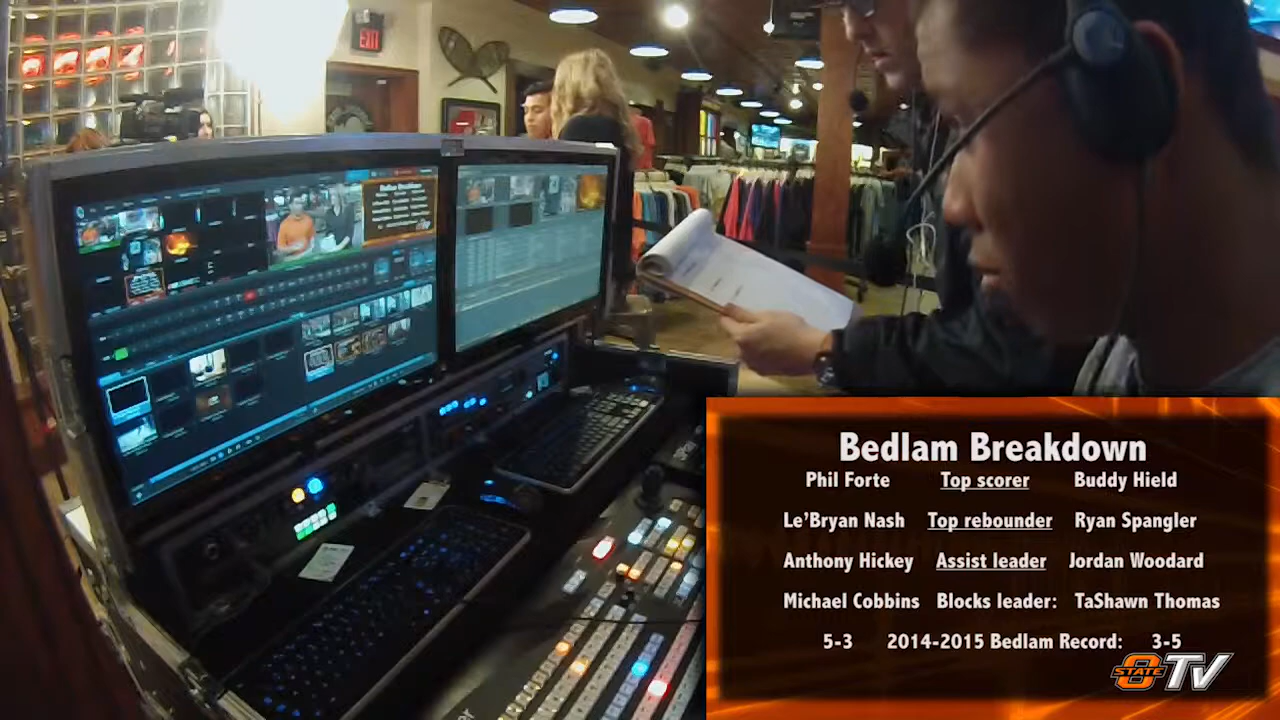 EXIT
Bedlam Breakdown
Bedlam Breakdown
Phil Forte Top scorer Buddy Hield
Le'Bryan Nash Top rebounder Ryan Spangler
Anthony Hickey Assist leader Jordan Woodard
Michael Cobbins Blocks leader: TaShawn Thomas
5-3 2014-2015 Bedlam Record: 3-5
STATE TV